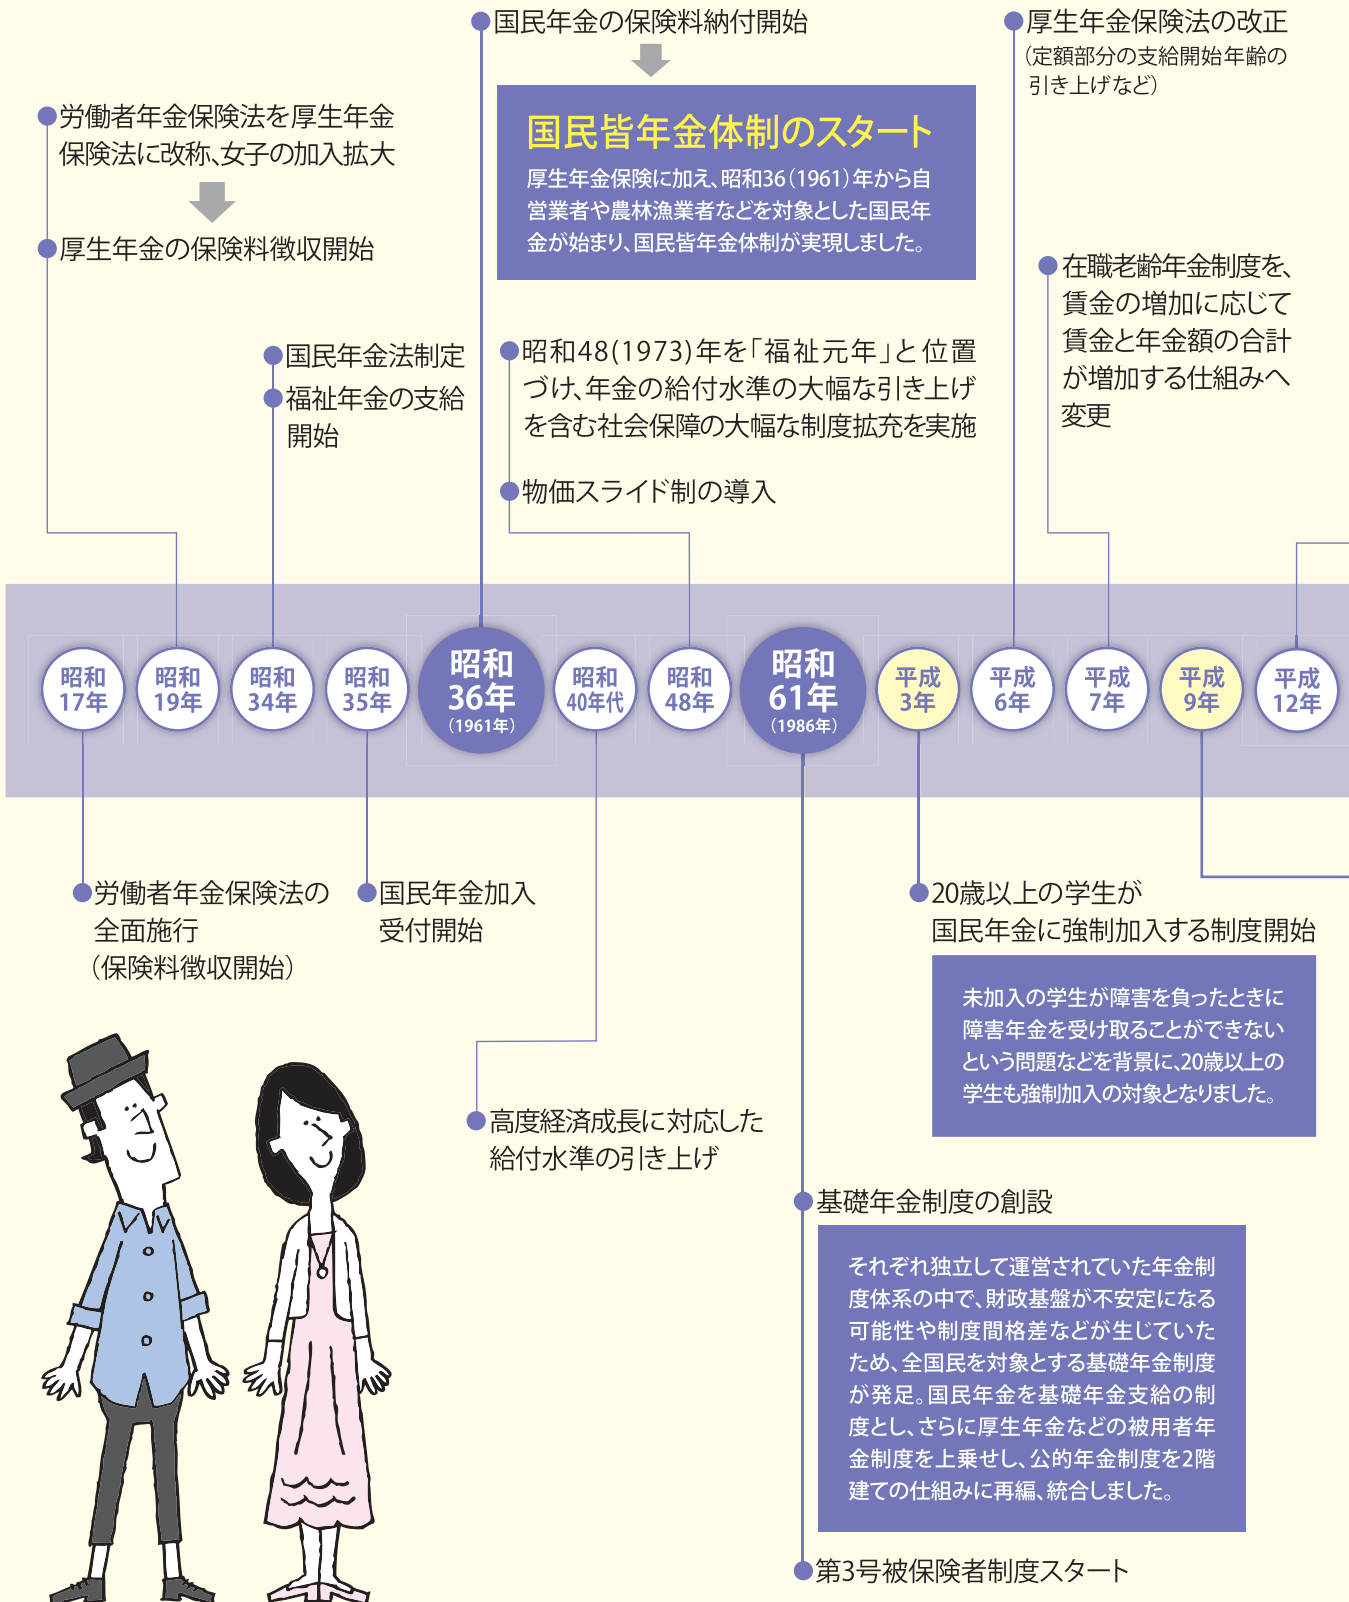 国民年金の保険料納付開始
国民皆年金体制のスタート
厚生年金保険に加え、昭和36（1961）年から自
営業者や農林漁業者などを対象とした国民年
金が始まり、国民皆年金体制が実現しました。
厚生年金保険法の改正
（定額部分の支給開始年齢の
引き上げなど）
労働者年金保険法を厚生年金
保険法に改称、女子の加入拡大
厚生年金の保険料徴収開始
在職老齢年金制度を、
賃金の増加に応じて
賃金と年金額の合計
が増加する仕組みへ
変更
国民年金法制定
福祉年金の支給
開始
昭和48(1973)年を「福祉元年」と位置
づけ、年金の給付水準の大幅な引き上げ
を含む社会保障の大幅な制度拡充を実施
物価スライド制の導入
昭和
17年
昭和
19年
昭和
34年
昭和
35年
昭和
36年
（1961年）
昭和
40年代
昭和
48年
昭和
61年
（1986年）
平成
3年
平成
6年
平成
7年
平成
9年
平成
12年
労働者年金保険法の
全面施行
（保険料徴収開始）
国民年金加入
受付開始
20歳以上の学生が
国民年金に強制加入する制度開始
未加入の学生が障害を負ったときに
障害年金を受け取ることができない
という問題などを背景に、20歳以上の
学生も強制加入の対象となりました。
高度経済成長に対応した
給付水準の引き上げ
基礎年金制度の創設
それぞれ独立して運営されていた年金制
度体系の中で、財政基盤が不安定になる
可能性や制度間格差などが生じていた
ため、全国民を対象とする基礎年金制度
が発足。国民年金を基礎年金支給の制
度とし、さらに厚生年金などの被用者年
金制度を上乗せし、公的年金制度を2階
建ての仕組みに再編、統合しました。
第3号被保険者制度スタート